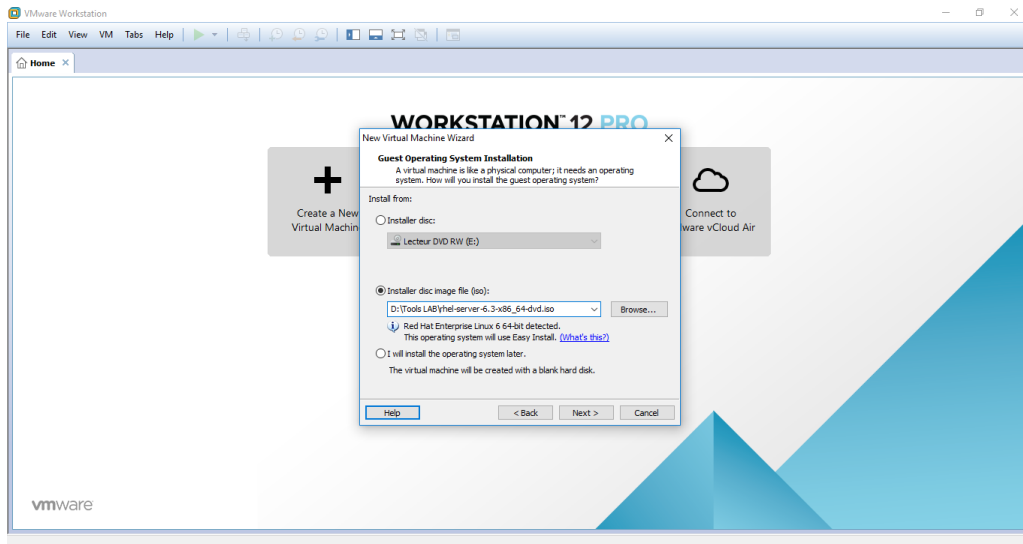 VMware Workstation
File Edit View VM Tabs Help
Home
WORKSTATION™ 12 PRO
New Virtual Machine Wizard
Guest Operating System Installation
A virtual machine is like a physical computer; it needs an operating
system. How will you install the guest operating system?
Install from:
Installer disc:
Lecteur DVD RW (E:)
Installer disc image file (iso):
D:\Tools LAB\rhel-server-6.3-x86_64-dvd.iso
Browse...
Red Hat Enterprise Linux 6 64-bit detected.
This operating system will use Easy Install. (What's this?)
I will install the operating system later.
The virtual machine will be created with a blank hard disk.
Help
< Back
Next >
Cancel
Create a New
Virtual Machin
Connect to
ware vCloud Air
vmware